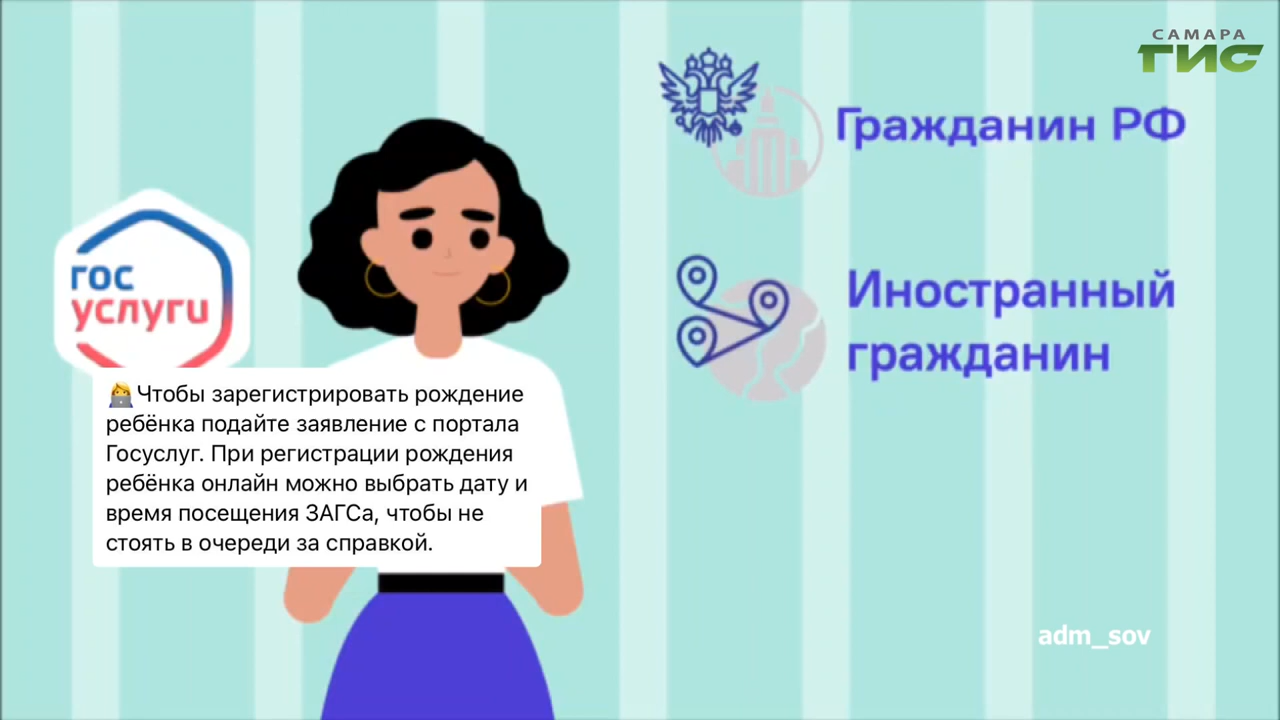 САМАРА
ГИС
Гражданин РФ
Иностранный
гражданин
гос
услуги
👩‍💻Чтобы зарегистрировать рождение
ребёнка подайте заявление с портала
Госуслуг. При регистрации рождения
ребёнка онлайн можно выбрать дату и
время посещения ЗАГСа, чтобы не
стоять в очереди за справкой.
adm_sov